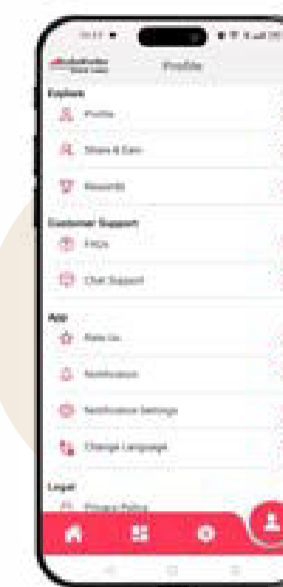 Profile
Explore
Profile
Share & Earn
Rewards
Customer Support
FAQs
Chat Support
App
Rate Us
Notification
Notification Settings
Change Language
Legal
Privacy Policy